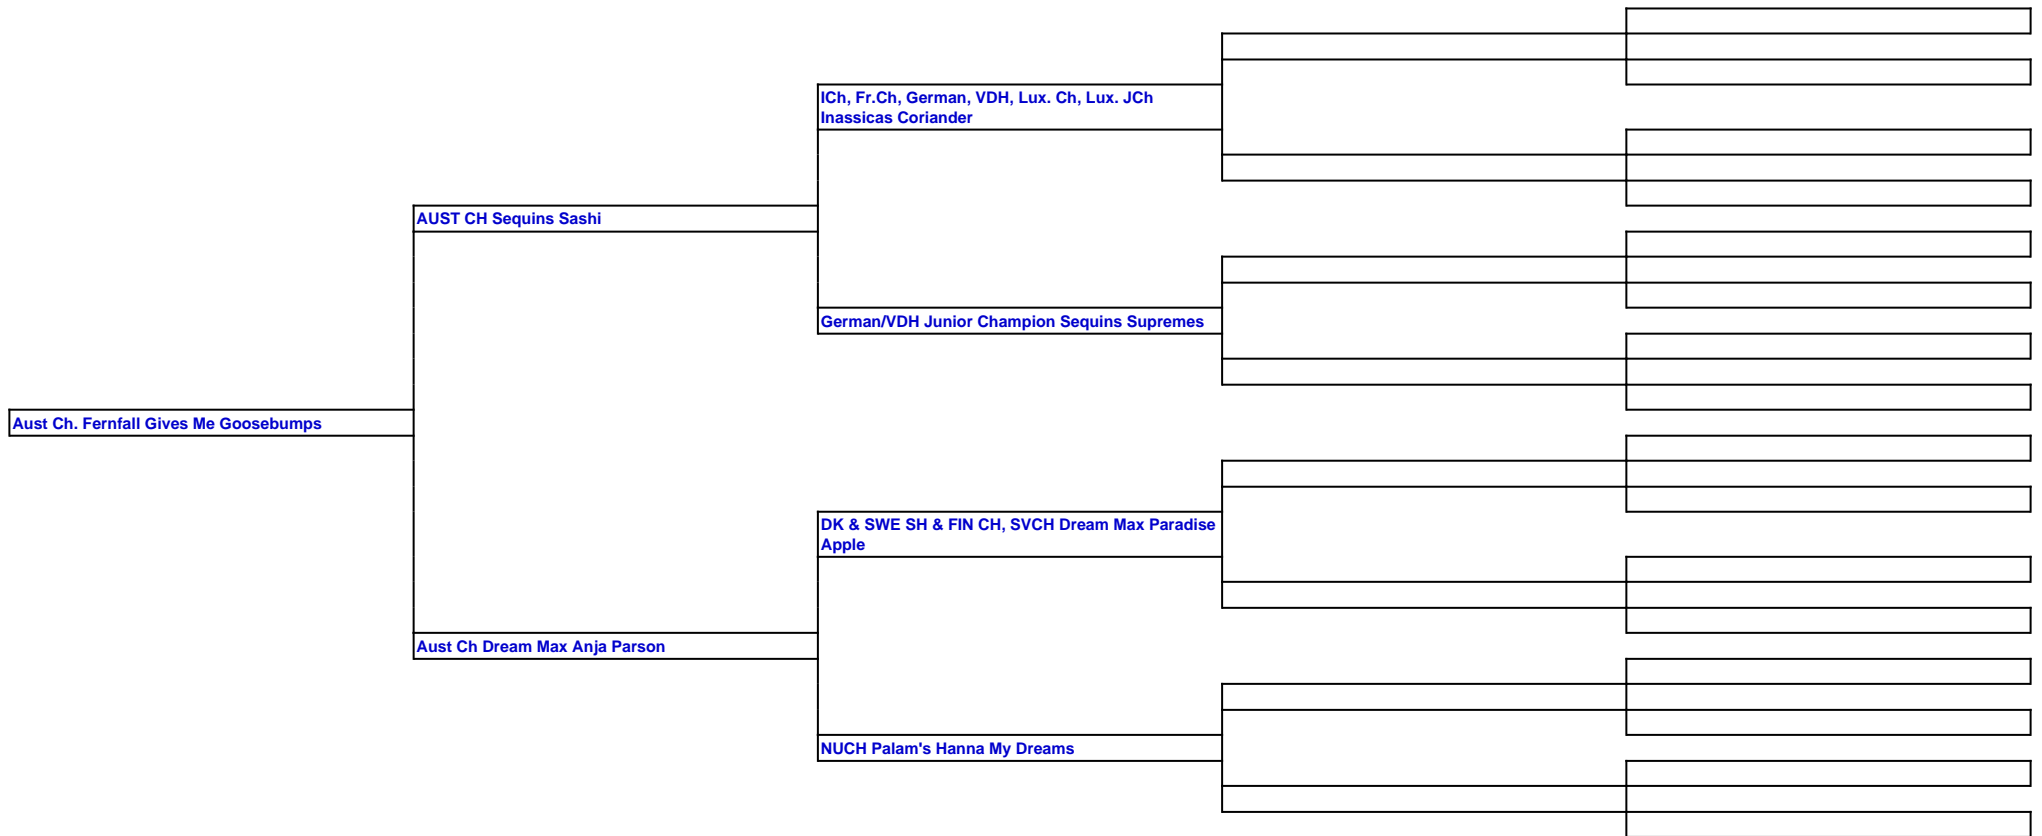 ICh, Fr.Ch, German, VDH, Lux. Ch, Lux. JCh
Inassicas Coriander
AUST CH Sequins Sashi
German/VDH Junior Champion Sequins Supremes
Aust Ch. Fernfall Gives Me Goosebumps
DK & SWE SH & FIN CH, SVCH Dream Max Paradise
Apple
Aust Ch Dream Max Anja Parson
NUCH Palam's Hanna My Dreams